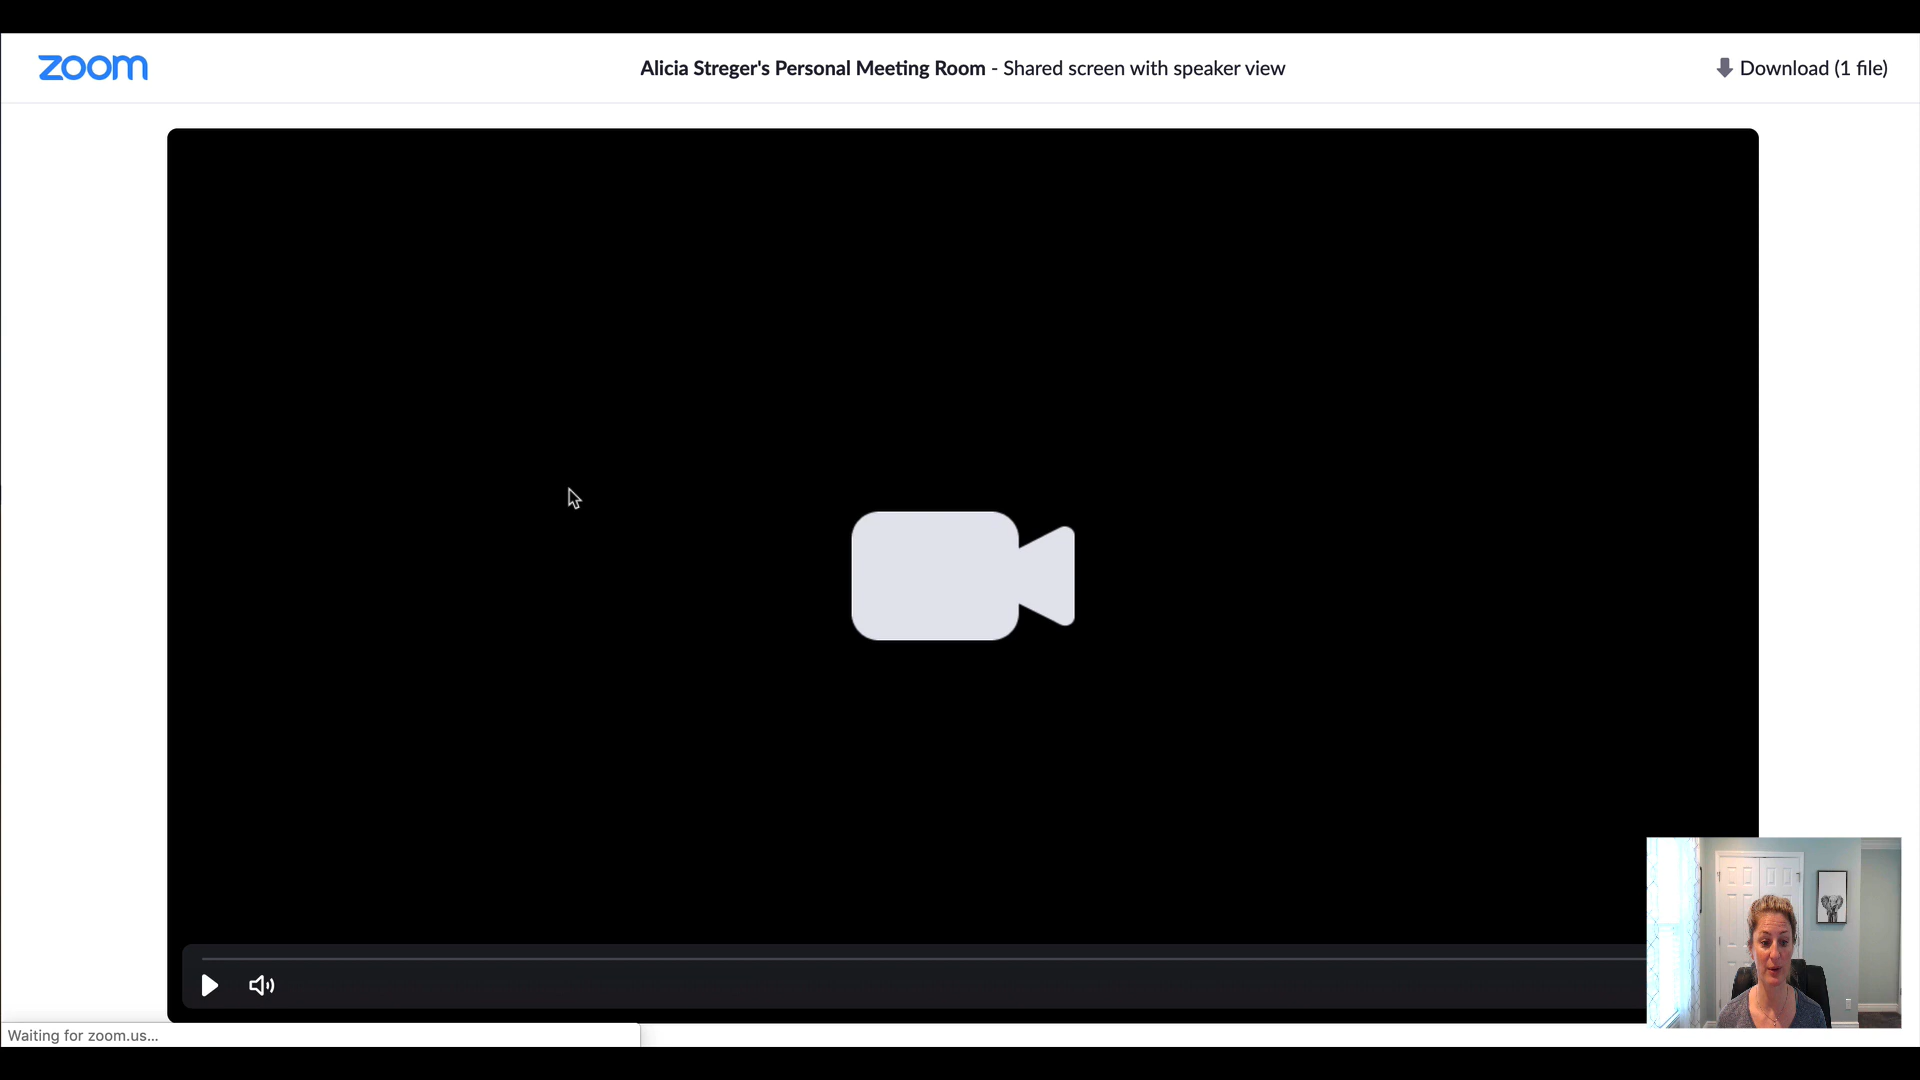 zoom
Alicia Streger's Personal Meeting Room - Shared screen with speaker view
Download (1 file)
Waiting for zoom.us...